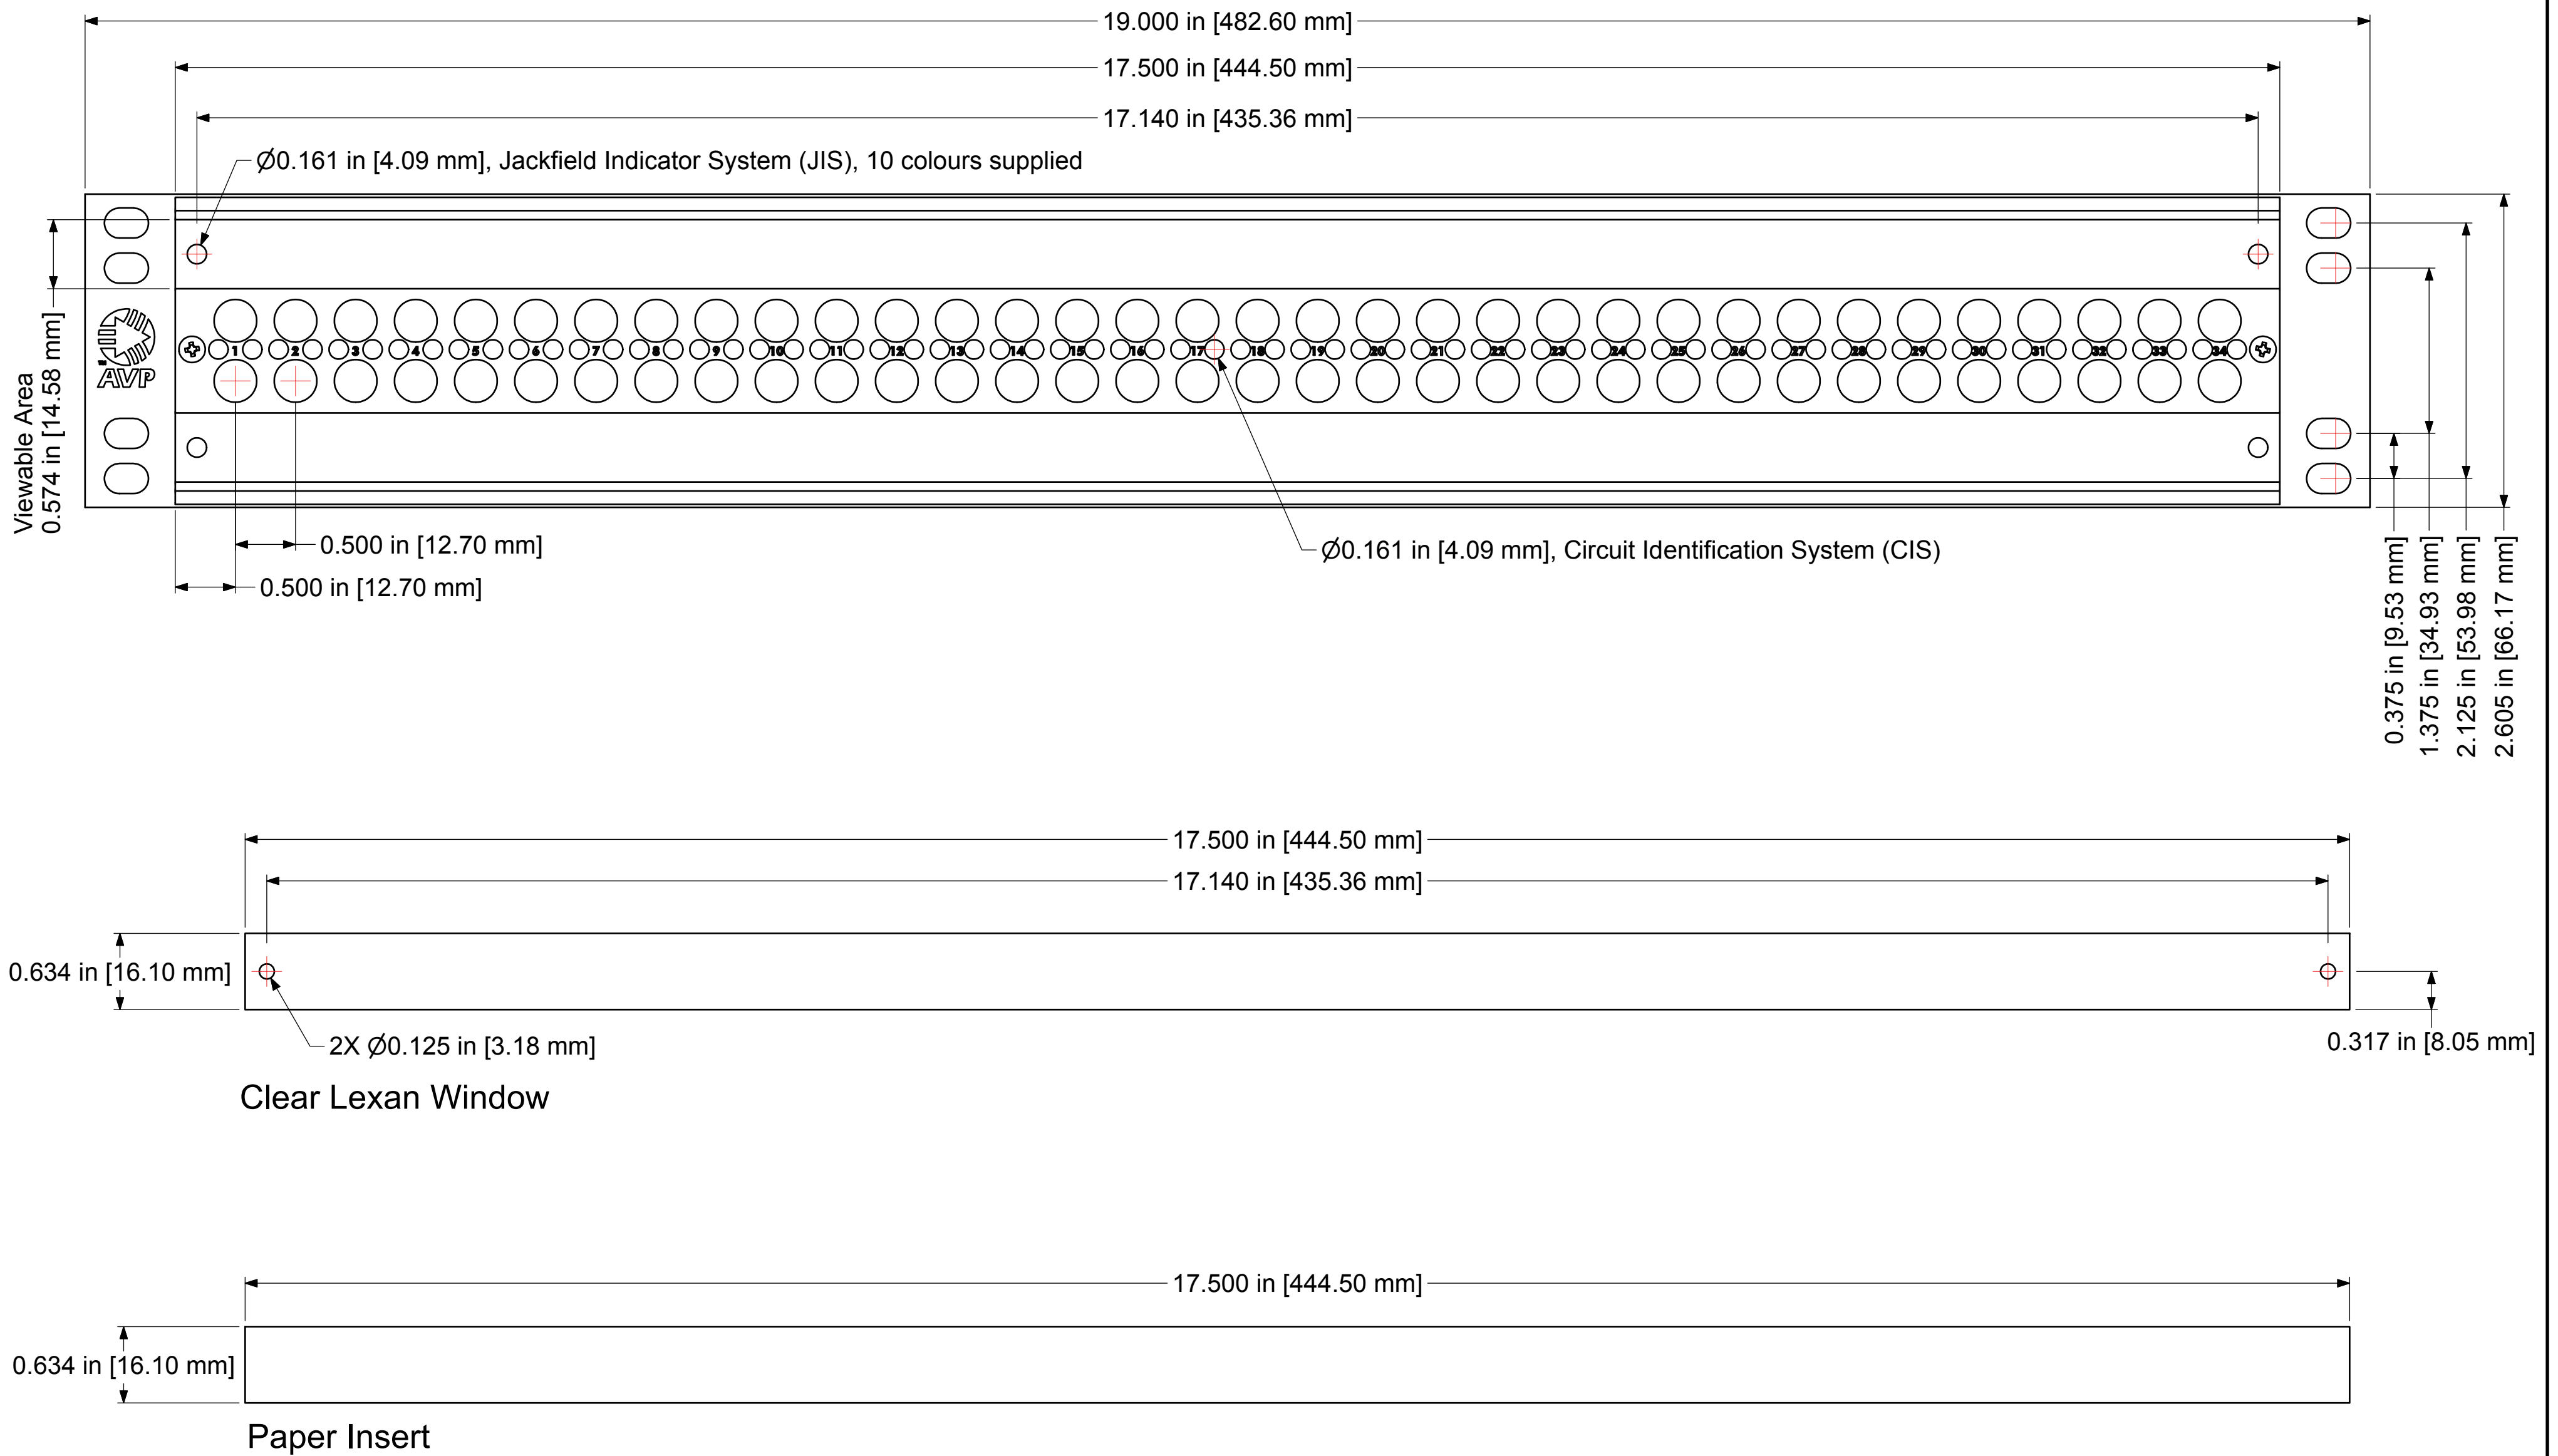 19.000 in [482.60 mm]
17.500 in [444.50 mm]
17.140 in [435.36 mm]
Ø0.161 in [4.09 mm], Jackfield Indicator System (JIS), 10 colours supplied
Viewable Area
0.574 in [14.58 mm]
TM
AVP
1 2 3 4 5 6 7 8 9 10 11 12 13 14 15 16 17 18 19 20 21 22 23 24 25 26 27 28 29 30 31 32 33 34
0.500 in [12.70 mm]
0.500 in [12.70 mm]
Ø0.161 in [4.09 mm], Circuit Identification System (CIS)
0.375 in [9.53 mm]
1.375 in [34.93 mm]
2.125 in [53.98 mm]
2.605 in [66.17 mm]
17.500 in [444.50 mm]
17.140 in [435.36 mm]
0.634 in [16.10 mm]
2X Ø0.125 in [3.18 mm]
0.317 in [8.05 mm]
Clear Lexan Window
17.500 in [444.50 mm]
0.634 in [16.10 mm]
Paper Insert